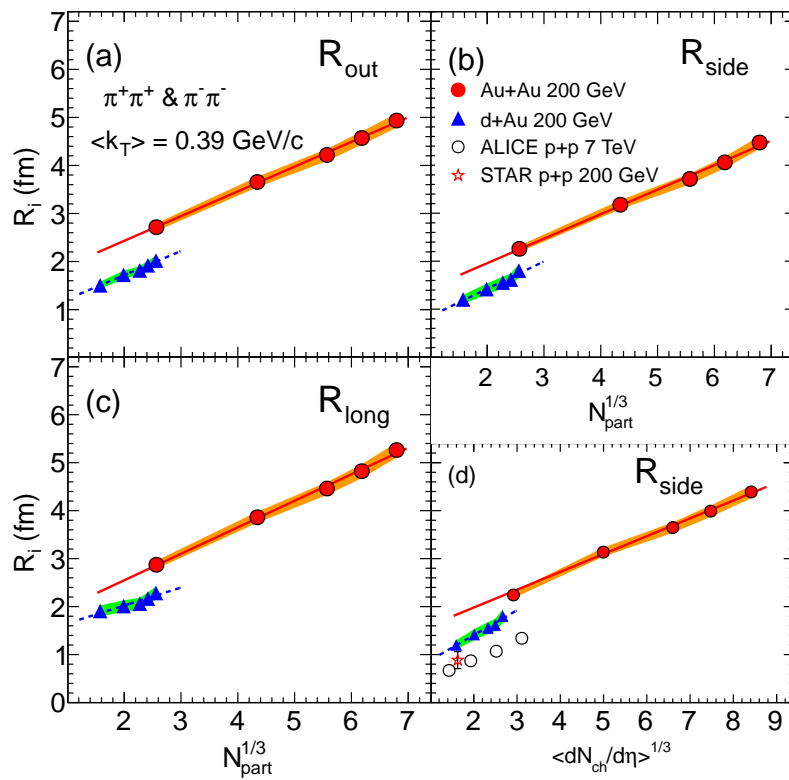 (a)
R_out
π⁺π⁺ & π⁻π⁻
<k_T> = 0.39 GeV/c
(b)
R_side
Au+Au 200 GeV
d+Au 200 GeV
ALICE p+p 7 TeV
STAR p+p 200 GeV
R_i (fm)
7
6
5
4
3
2
1
2 3 4 5 6 7
N_part^1/3
(c)
R_long
R_i (fm)
7
6
5
4
3
2
1
0
2 3 4 5 6 7
N_part^1/3
(d)
R_side
2 3 4 5 6 7 8 9
<dN_ch/dη>^1/3